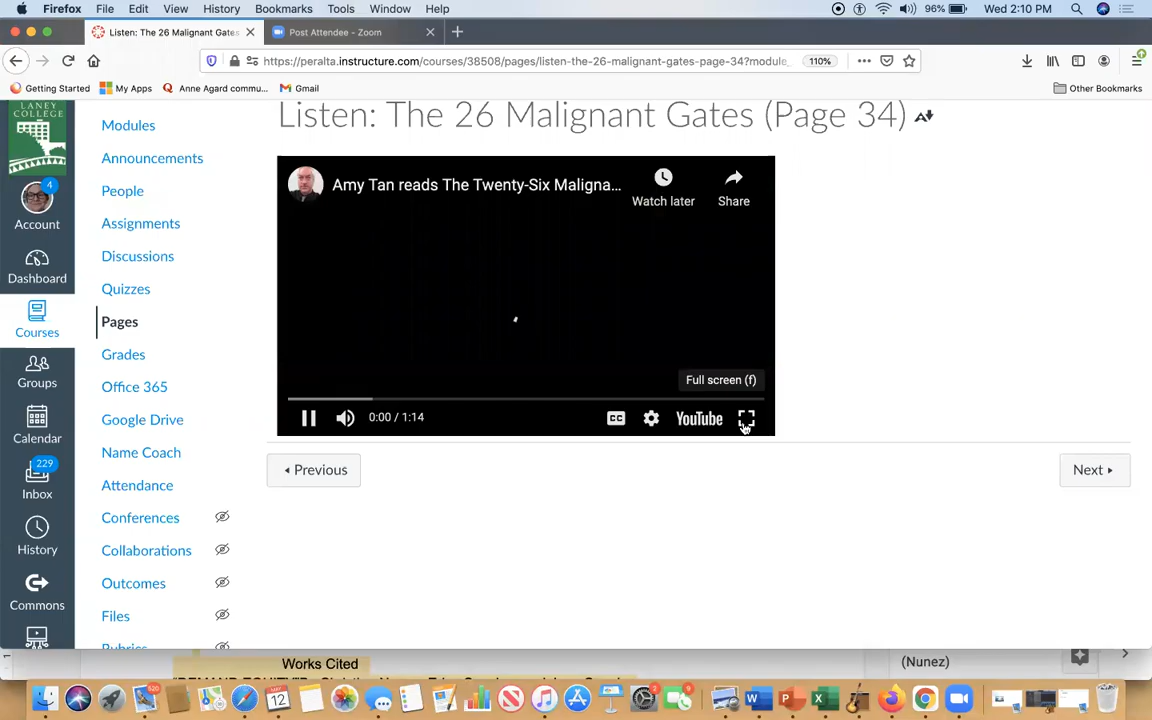 Firefox File Edit View History Bookmarks Tools Window Help 96% Wed 2:10 PM
Listen: The 26 Malignant Gates Post Attendee - Zoom
https://peralta.instructure.com/courses/38508/pages/listen-the-26-malignant-gates-page-34?module_ 110%
Getting Started My Apps Anne Agard commu... Gmail Other Bookmarks
LANEY COLLEGE
4
Account
Dashboard
Courses
Groups
Calendar
229
Inbox
History
Commons
Modules
Announcements
People
Assignments
Discussions
Quizzes
Pages
Grades
Office 365
Google Drive
Name Coach
Attendance
Conferences
Collaborations
Outcomes
Files
Rubrics
Listen: The 26 Malignant Gates (Page 34)
Amy Tan reads The Twenty-Six Maligna...
Watch later
Share
Full screen (f)
0:00 / 1:14 CC YouTube
Previous
Next
Works Cited
(Nunez)